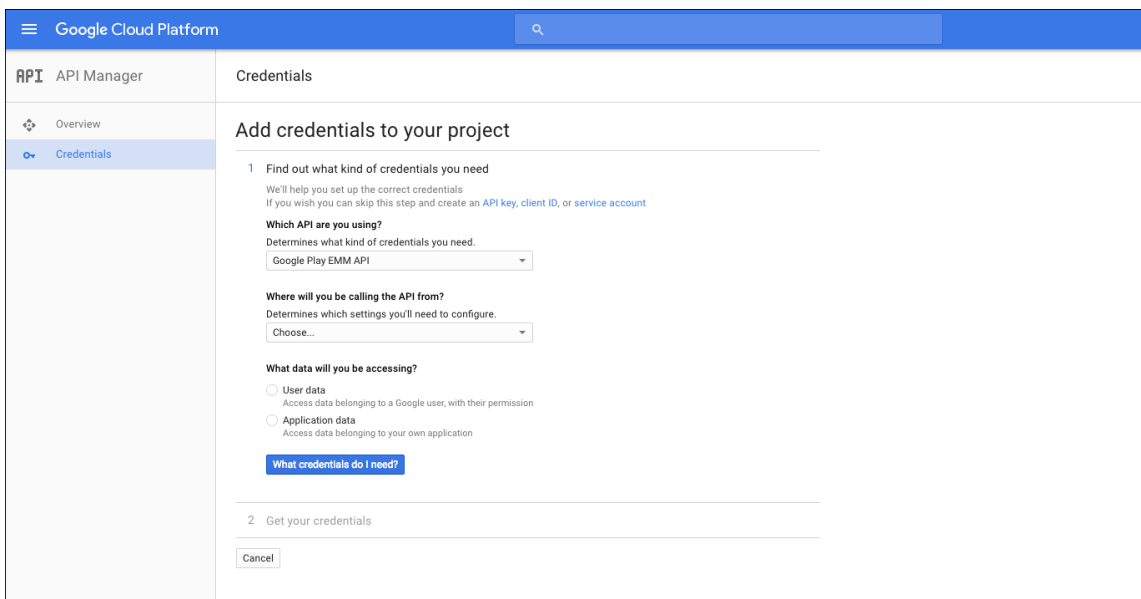 Google Cloud Platform
API API Manager
Credentials
Overview
Credentials
Add credentials to your project
1 Find out what kind of credentials you need
We'll help you set up the correct credentials
If you wish you can skip this step and create an API key, client ID, or service account
Which API are you using?
Determines what kind of credentials you need.
Google Play EMM API
Where will you be calling the API from?
Determines which settings you'll need to configure.
Choose...
What data will you be accessing?
User data
Access data belonging to a Google user, with their permission
Application data
Access data belonging to your own application
What credentials do I need?
2 Get your credentials
Cancel